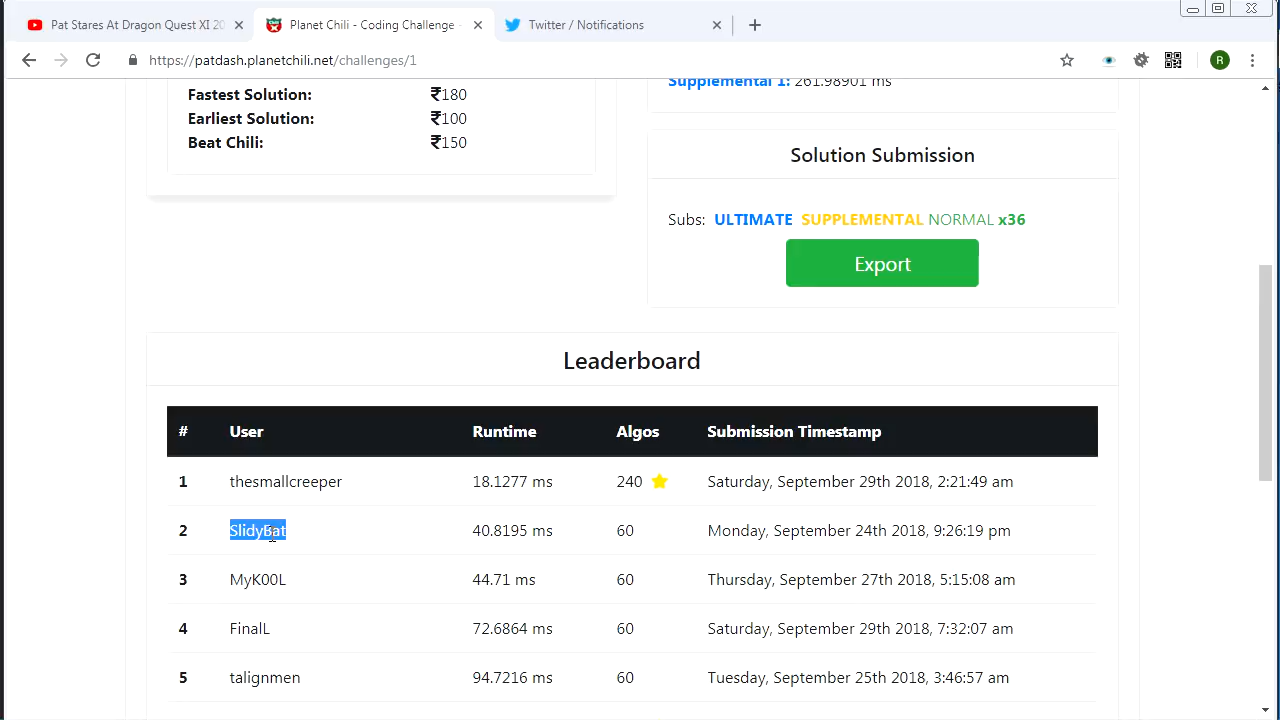 Pat Stares At Dragon Quest XI 20
Planet Chili - Coding Challenge -
Twitter / Notifications
https://patdash.planetchili.net/challenges/1
R
Fastest Solution: ₹180
Earliest Solution: ₹100
Beat Chili: ₹150
Supplemental 1: 261.98901 ms
Solution Submission
Subs: ULTIMATE SUPPLEMENTAL NORMAL x36
Export
Leaderboard
# User Runtime Algos Submission Timestamp
1 thesmallcreeper 18.1277 ms 240 Saturday, September 29th 2018, 2:21:49 am
2 SlidyBat 40.8195 ms 60 Monday, September 24th 2018, 9:26:19 pm
3 MyK00L 44.71 ms 60 Thursday, September 27th 2018, 5:15:08 am
4 FinalL 72.6864 ms 60 Saturday, September 29th 2018, 7:32:07 am
5 talignmen 94.7216 ms 60 Tuesday, September 25th 2018, 3:46:57 am